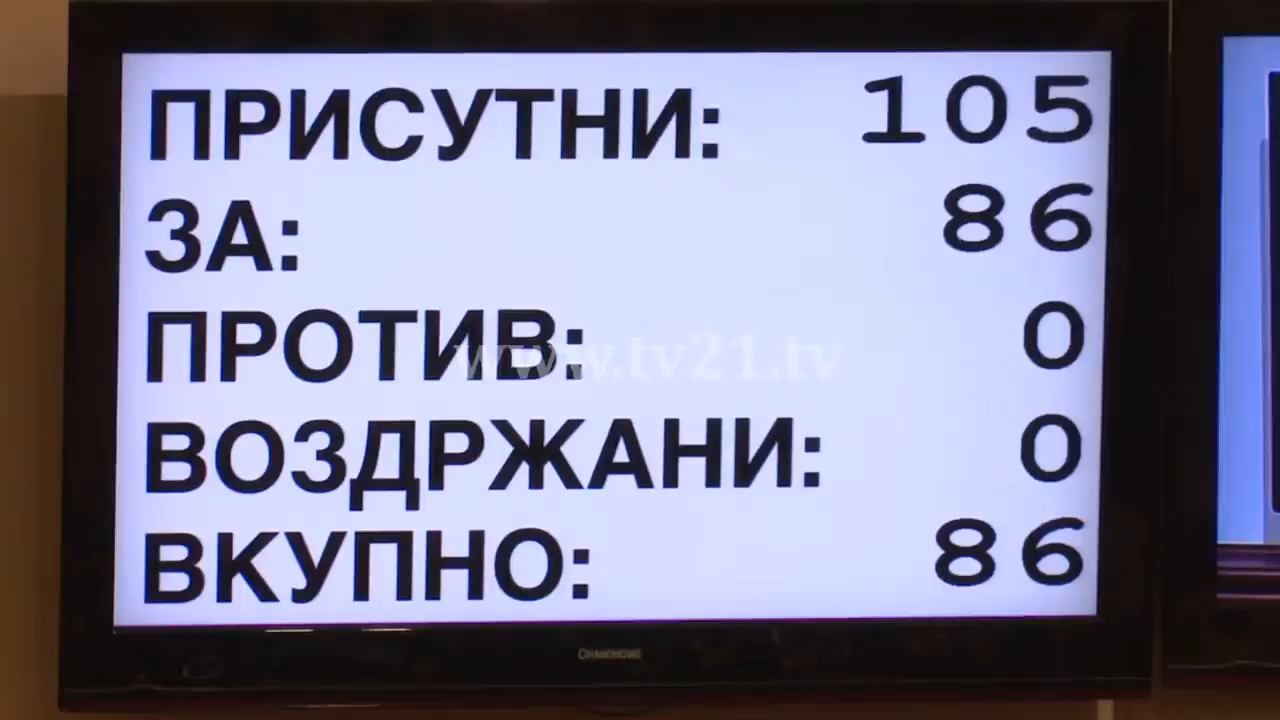 ПРИСУТНИ: 105
ЗА: 86
ПРОТИВ: 0
www.tv21.tv
ВОЗДРЖАНИ: 0
ВКУПНО: 86